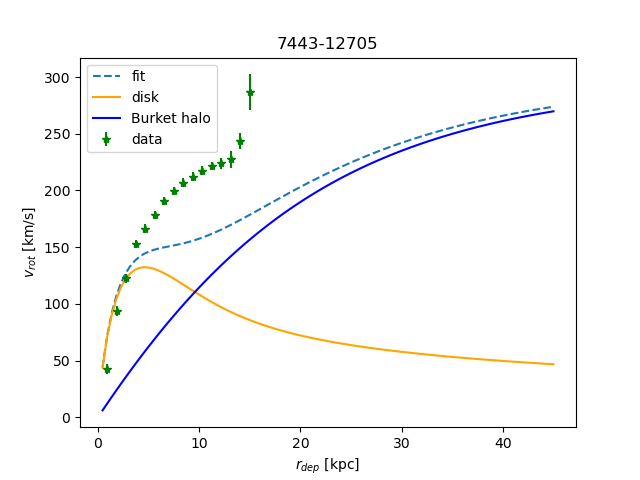 7443-12705
fit
disk
Burket halo
data
300
250
200
150
100
50
0
v_rot [km/s]
0 10 20 30 40
r_dep [kpc]